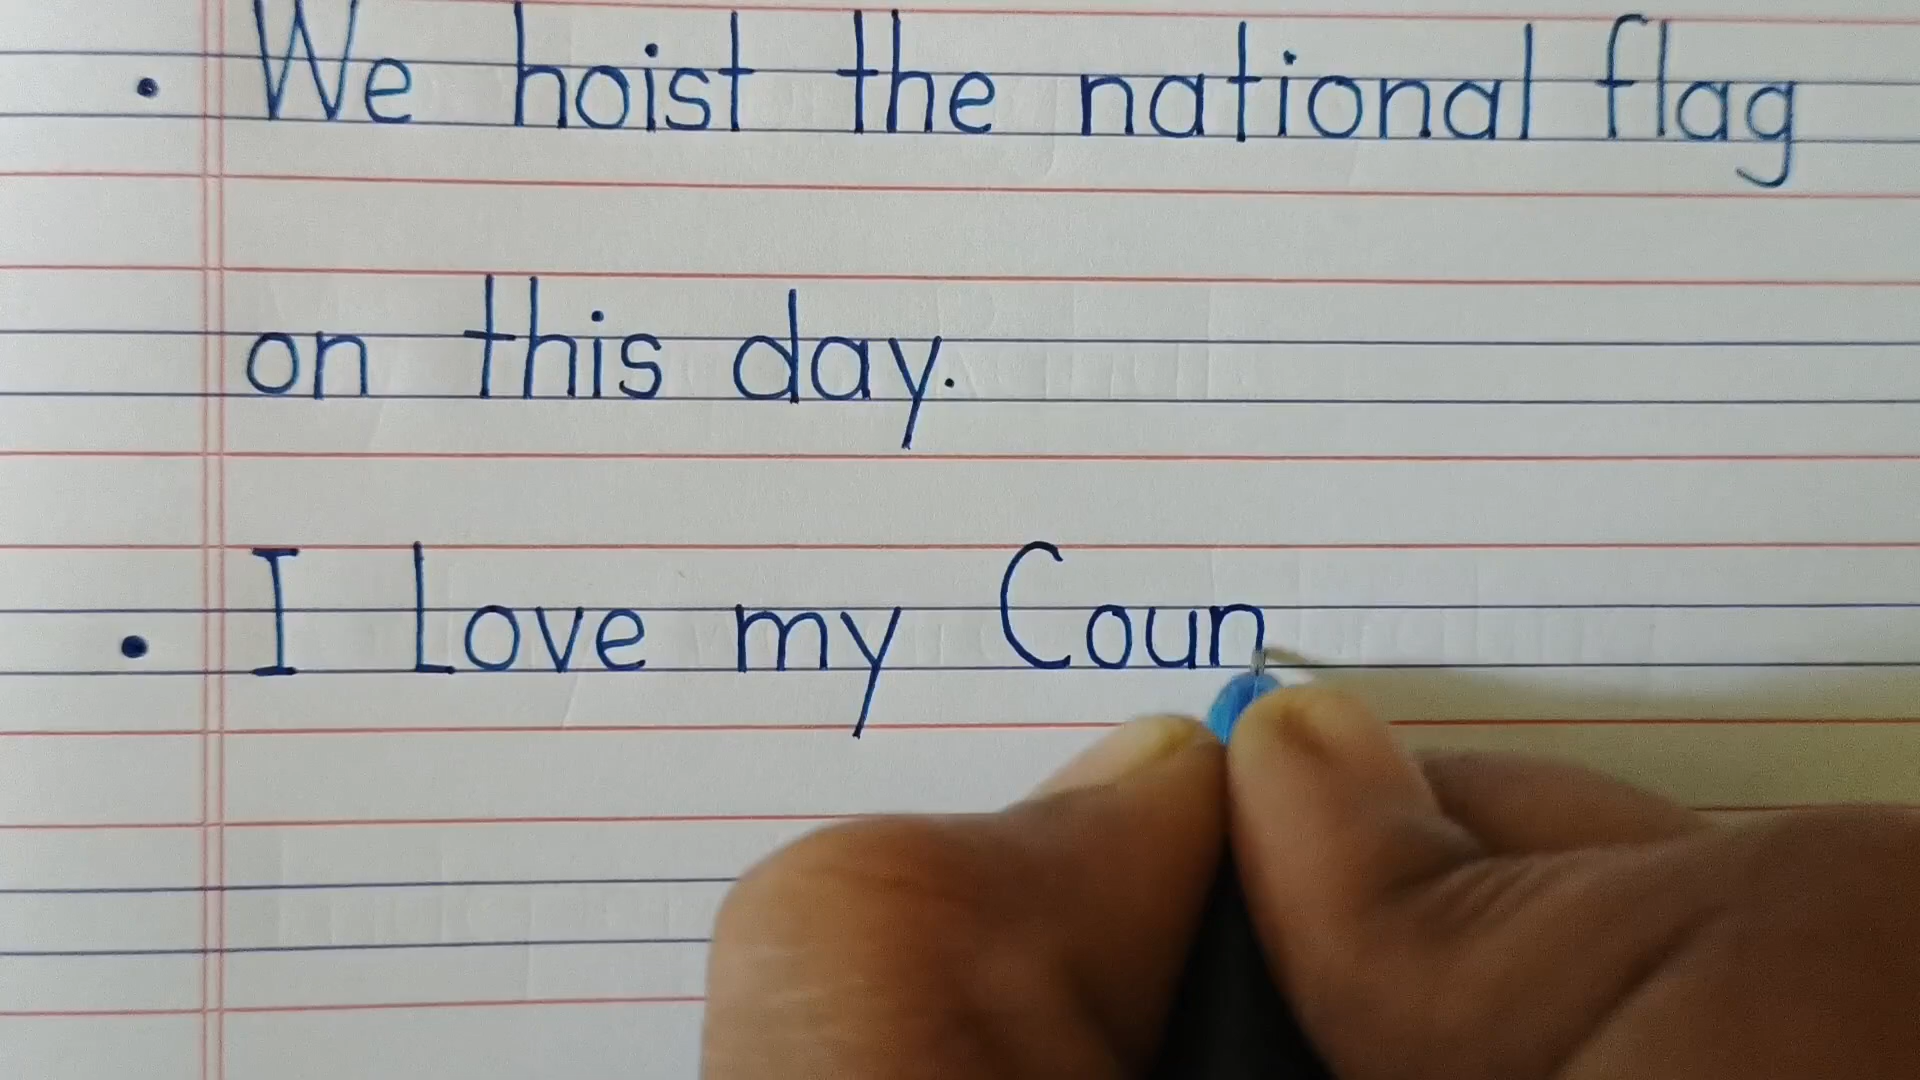 • We hoist the national flag
on this day.
• I Love my Coun